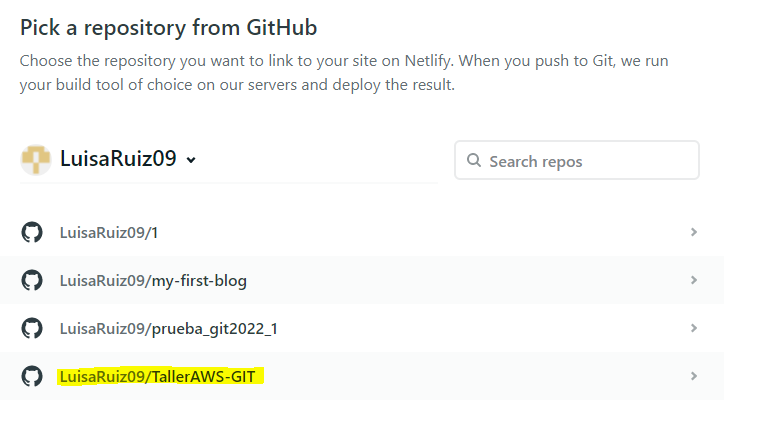 Pick a repository from GitHub
Choose the repository you want to link to your site on Netlify. When you push to Git, we run
your build tool of choice on our servers and deploy the result.
LuisaRuiz09
Search repos
LuisaRuiz09/1
LuisaRuiz09/my-first-blog
LuisaRuiz09/prueba_git2022_1
LuisaRuiz09/TallerAWS-GIT